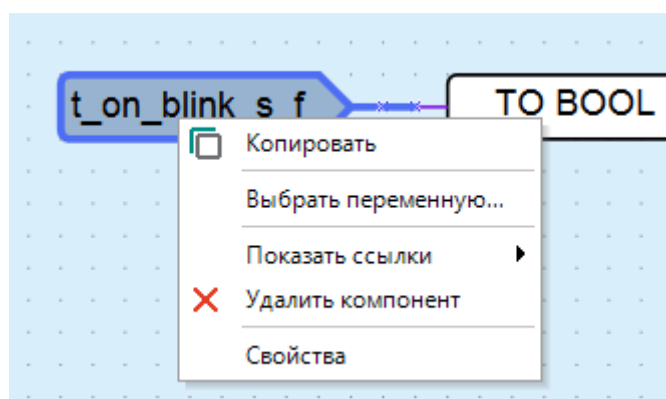 t_on_blink_s_f
TO BOOL
Копировать
Выбрать переменную...
Показать ссылки
Удалить компонент
Свойства